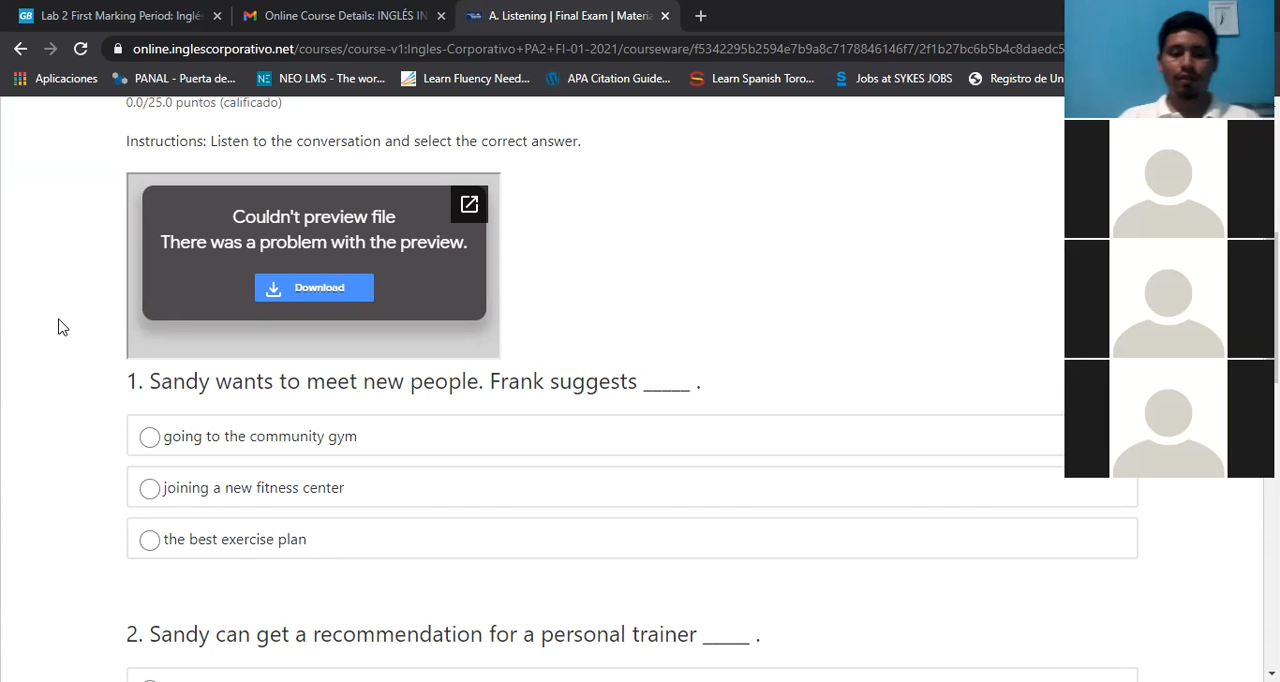 Lab 2 First Marking Period: Inglés
Online Course Details: INGLÉS IN
A. Listening | Final Exam | Materia
online.inglescorporativo.net/courses/course-v1:Ingles-Corporativo+PA2+FI-01-2021/courseware/f5342295b2594e7b9a8c7178846146f7/2f1b27bc6b5b4c8daedc5
Aplicaciones
PANAL - Puerta de...
NEO LMS - The wor...
Learn Fluency Need...
APA Citation Guide...
Learn Spanish Toro...
Jobs at SYKES JOBS
Registro de Un
0.0/25.0 puntos (calificado)
Instructions: Listen to the conversation and select the correct answer.
Couldn't preview file
There was a problem with the preview.
Download
1. Sandy wants to meet new people. Frank suggests _____ .
going to the community gym
joining a new fitness center
the best exercise plan
2. Sandy can get a recommendation for a personal trainer _____ .